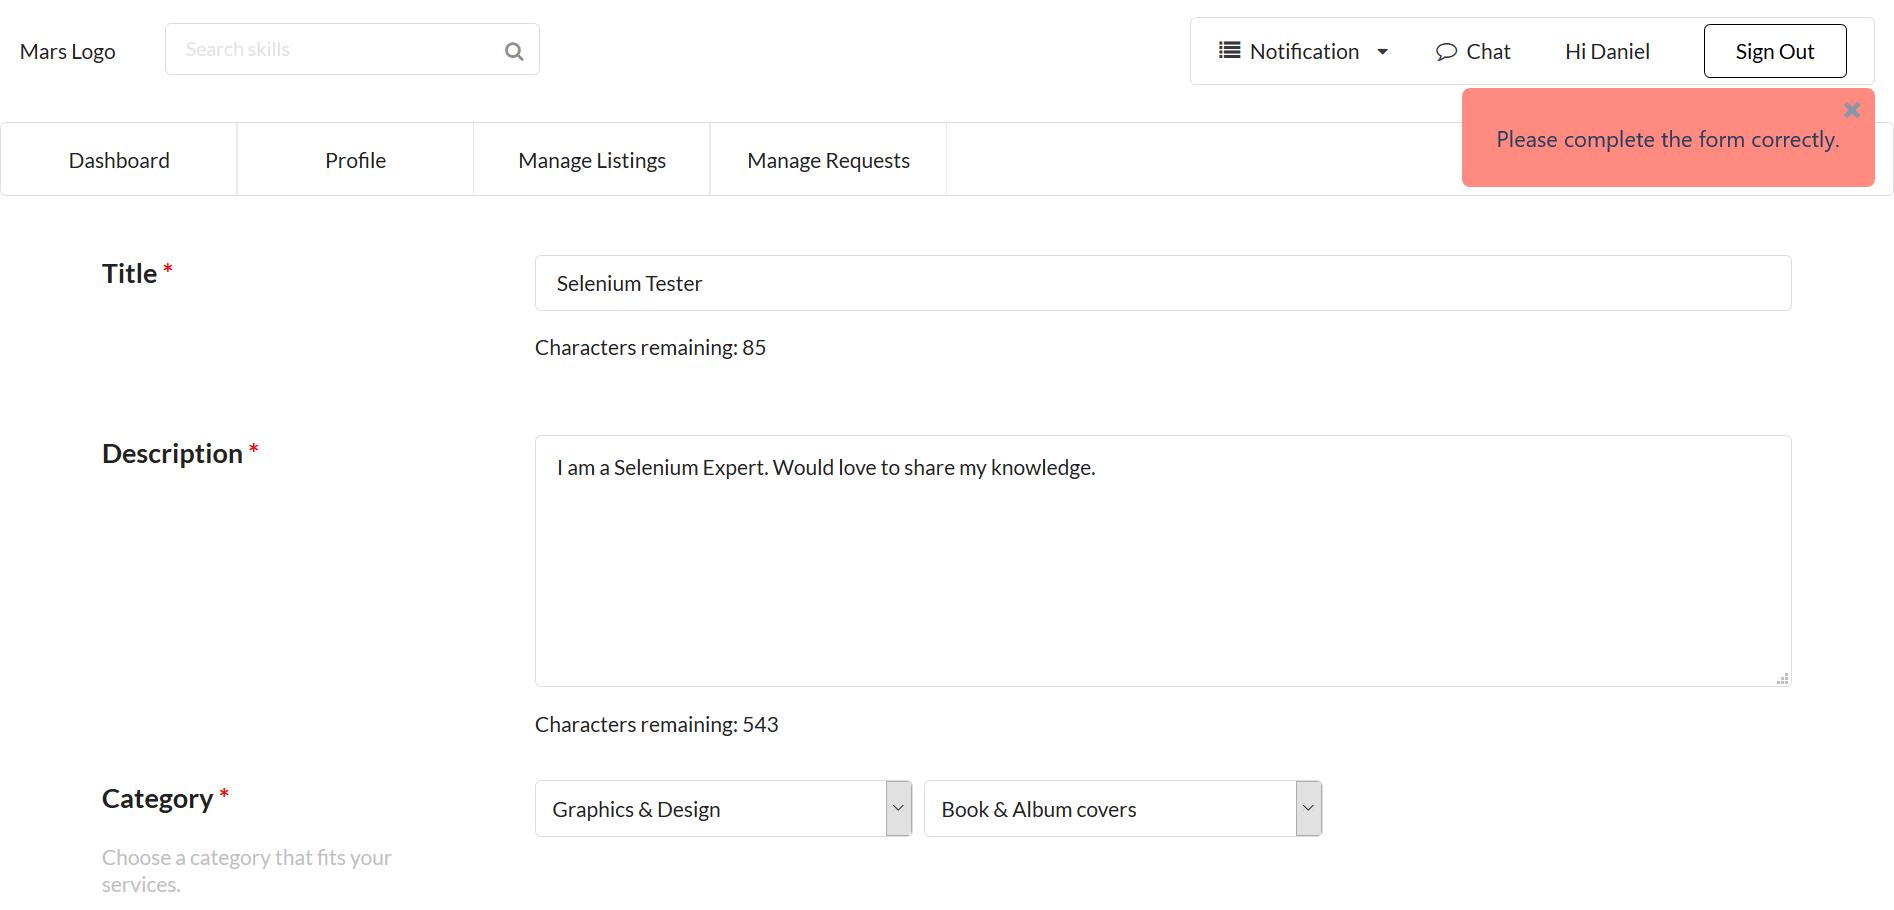 Mars Logo
Search skills
Notification
Chat
Hi Daniel
Sign Out
Please complete the form correctly.
Dashboard
Profile
Manage Listings
Manage Requests
Title *
Selenium Tester
Characters remaining: 85
Description *
I am a Selenium Expert. Would love to share my knowledge.
Characters remaining: 543
Category *
Graphics & Design
Book & Album covers
Choose a category that fits your
services.